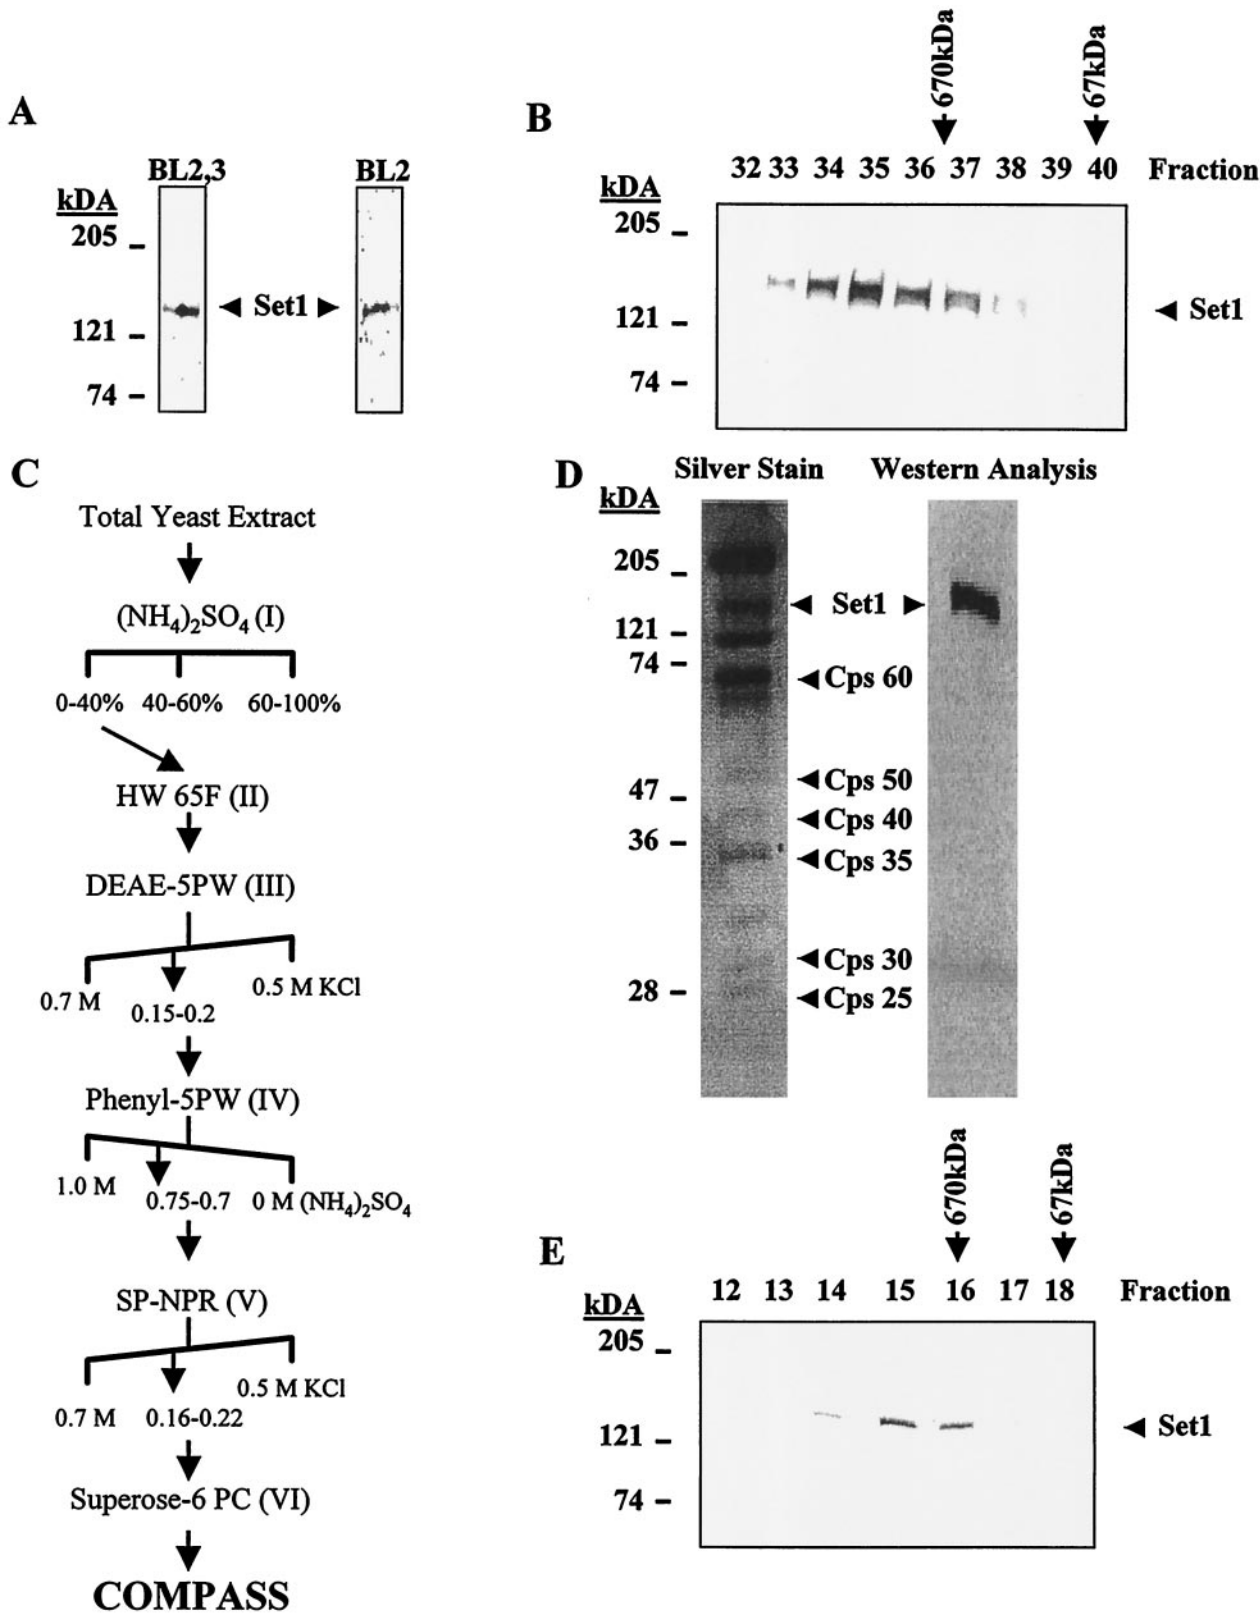 A
BL2,3
BL2
kDA
205
121
74
◄ Set1 ►
B
670kDa
67kDa
32 33 34 35 36 37 38 39 40 Fraction
kDA
205
121
74
◄ Set1
C
Total Yeast Extract
(NH4)2SO4 (I)
0-40% 40-60% 60-100%
HW 65F (II)
DEAE-5PW (III)
0.7 M
0.15-0.2
0.5 M KCl
Phenyl-5PW (IV)
1.0 M
0.75-0.7
0 M (NH4)2SO4
SP-NPR (V)
0.7 M
0.16-0.22
0.5 M KCl
Superose-6 PC (VI)
COMPASS
D
Silver Stain
Western Analysis
kDA
205
121
74
47
36
28
◄ Set1 ►
◄ Cps 60
◄ Cps 50
◄ Cps 40
◄ Cps 35
◄ Cps 30
◄ Cps 25
E
670kDa
67kDa
12 13 14 15 16 17 18 Fraction
kDA
205
121
74
◄ Set1